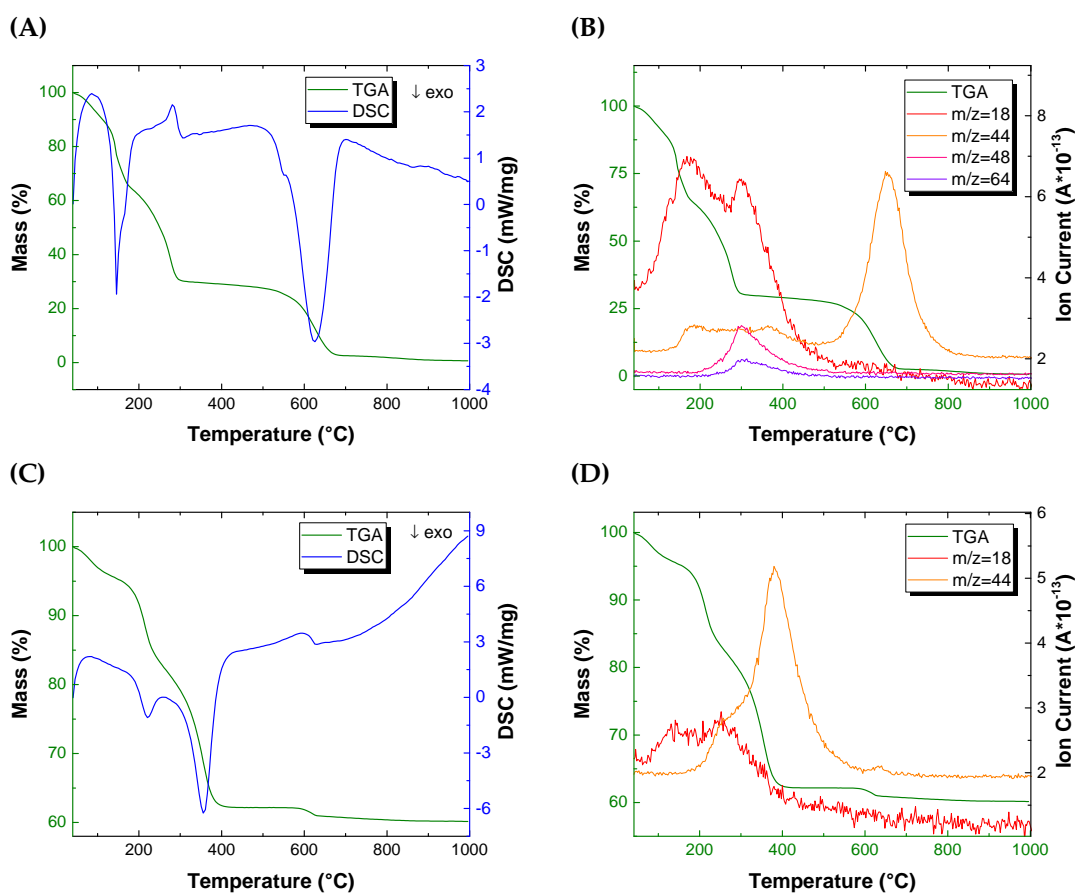 (A)
TGA
DSC
↓ exo
100
80
60
40
20
0
3
2
1
0
-1
-2
-3
-4
200
400
600
800
1000
Mass (%)
DSC (mW/mg)
Temperature (°C)
(B)
TGA
m/z=18
m/z=44
m/z=48
m/z=64
100
75
50
25
0
8
6
4
2
200
400
600
800
1000
Mass (%)
Ion Current (A*10⁻¹³)
Temperature (°C)
(C)
TGA
DSC
↓ exo
100
90
80
70
60
9
6
3
0
-3
-6
200
400
600
800
1000
Mass (%)
DSC (mW/mg)
Temperature (°C)
(D)
TGA
m/z=18
m/z=44
100
90
80
70
60
6
5
4
3
2
200
400
600
800
1000
Mass (%)
Ion Current (A*10⁻¹³)
Temperature (°C)